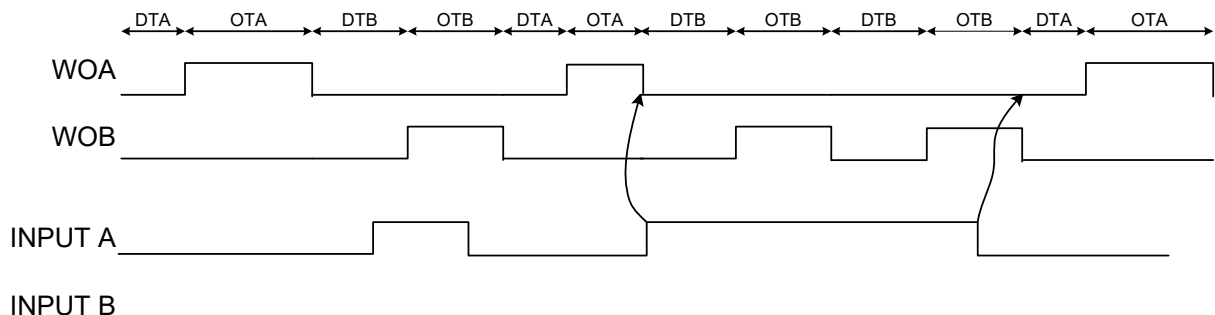 DTA OTA DTB OTB DTA OTA DTB OTB DTB OTB DTA OTA
WOA
WOB
INPUT A
INPUT B